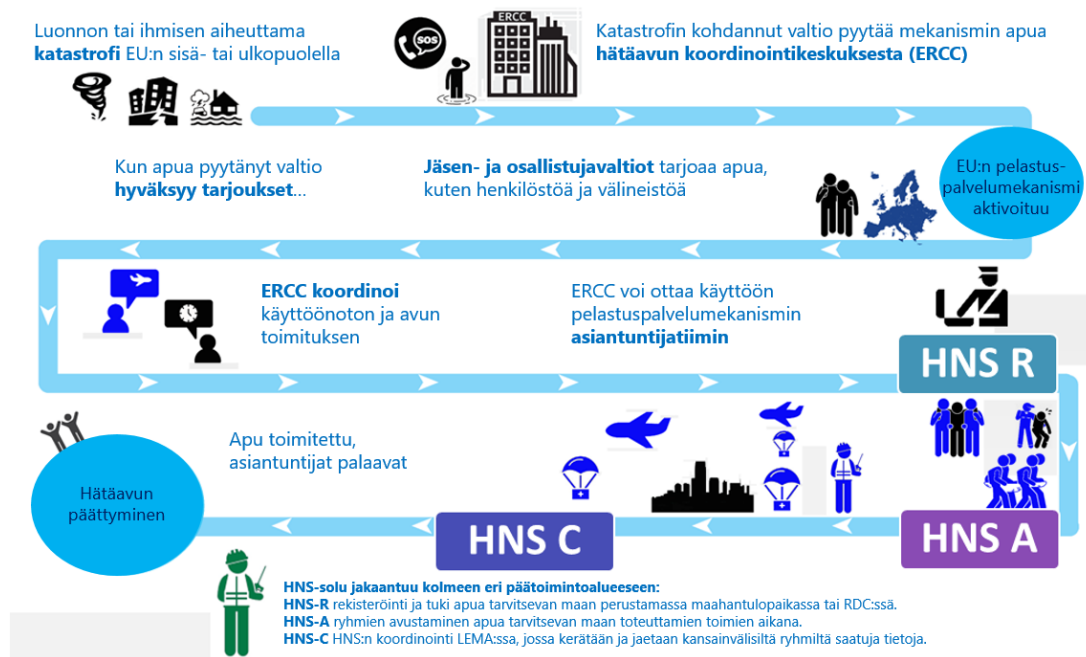 Luonnon tai ihmisen aiheuttama
katastrofi EU:n sisä- tai ulkopuolella
SOS
ERCC
Katastrofin kohdannut valtio pyytää mekanismin apua
hätäavun koordinointikeskuksesta (ERCC)
EU:n pelastus-
palvelumekanismi
aktivoituu
Jäsen- ja osallistujavaltiot tarjoaa apua,
kuten henkilöstöä ja välineistöä
Kun apua pyytänyt valtio
hyväksyy tarjoukset...
ERCC koordinoi
käyttöönoton ja avun
toimituksen
ERCC voi ottaa käyttöön
pelastuspalvelumekanismin
asiantuntijatiimin
HNS R
HNS A
HNS C
Apu toimitettu,
asiantuntijat palaavat
Hätäavun
päättyminen
HNS-solu jakaantuu kolmeen eri päätoimintoalueeseen:
HNS-R rekisteröinti ja tuki apua tarvitsevan maan perustamassa maahantulopaikassa tai RDC:ssä.
HNS-A ryhmien avustaminen apua tarvitsevan maan toteuttamien toimien aikana.
HNS-C HNS:n koordinointi LEMA:ssa, jossa kerätään ja jaetaan kansainvälisiltä ryhmiltä saatuja tietoja.